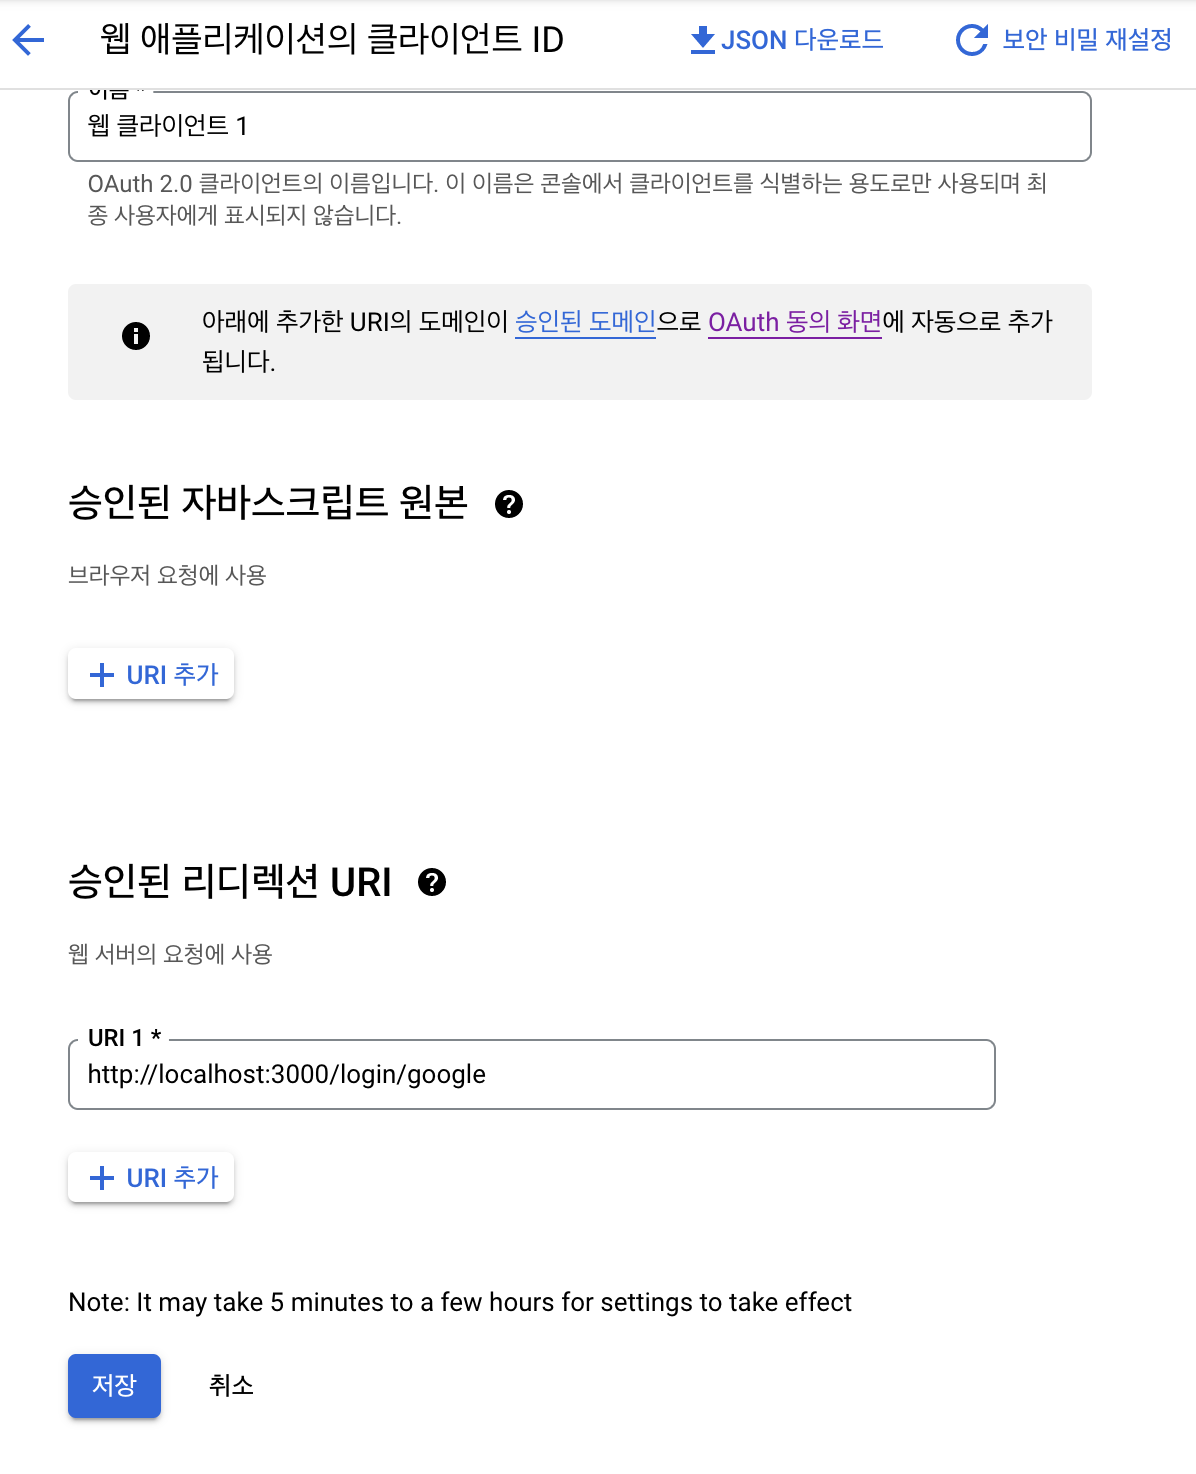 웹 애플리케이션의 클라이언트 ID
JSON 다운로드
보안 비밀 재설정
이름 *
웹 클라이언트 1
OAuth 2.0 클라이언트의 이름입니다. 이 이름은 콘솔에서 클라이언트를 식별하는 용도로만 사용되며 최
종 사용자에게 표시되지 않습니다.
아래에 추가한 URI의 도메인이 승인된 도메인으로 OAuth 동의 화면에 자동으로 추가
됩니다.
승인된 자바스크립트 원본
브라우저 요청에 사용
URI 추가
승인된 리디렉션 URI
웹 서버의 요청에 사용
URI 1 *
http://localhost:3000/login/google
URI 추가
Note: It may take 5 minutes to a few hours for settings to take effect
저장
취소